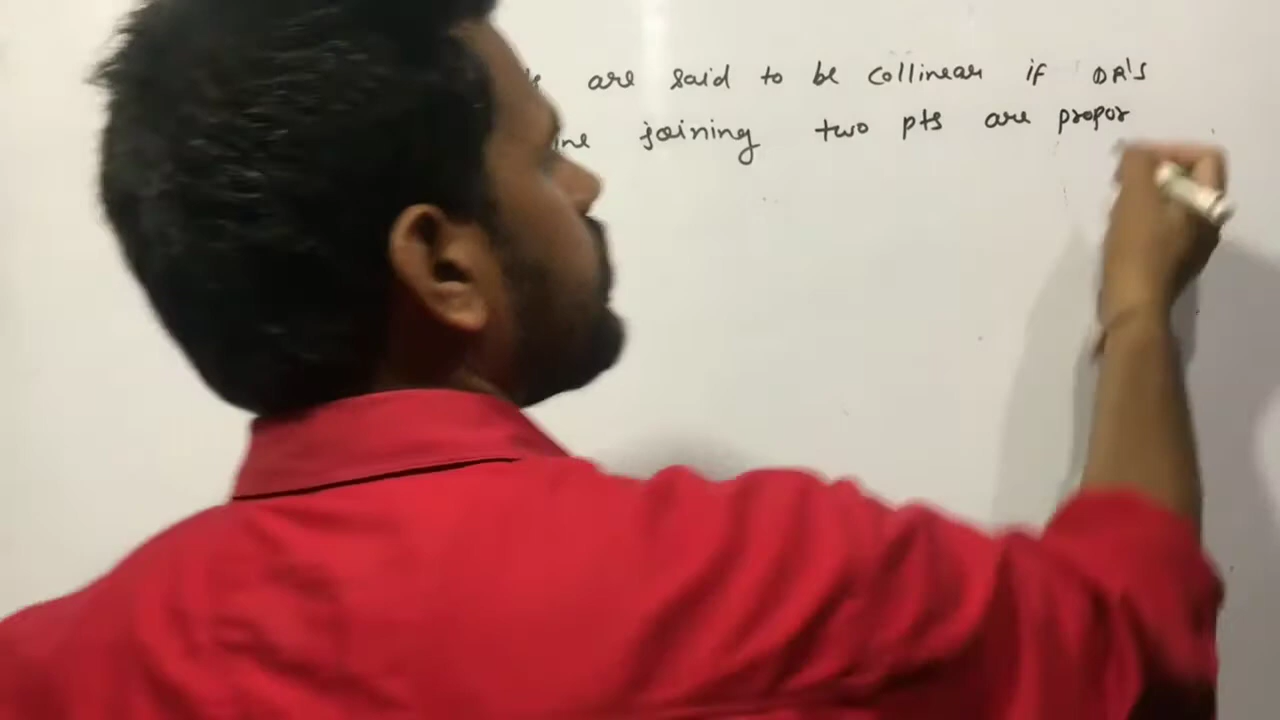 are said to be collinear if DR's
joining two pts are propor